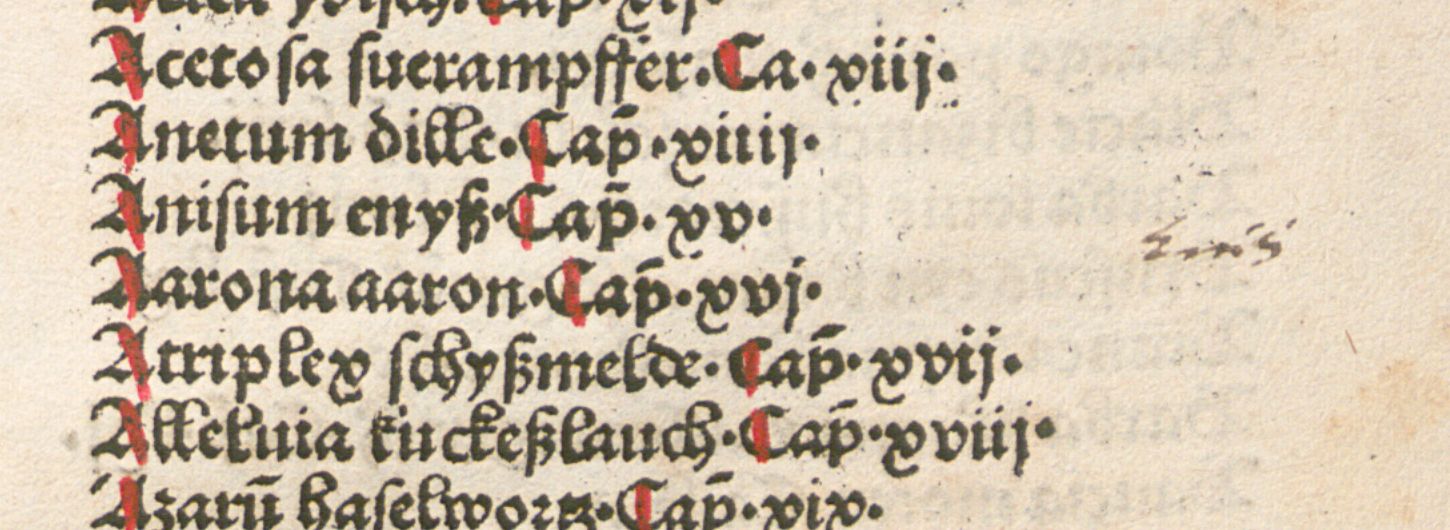 Acetosa suerampffer. Ca. xiij.
Anetum dille. Cap̄. xiiij.
Anisum enyß. Cap̄. xv.
Aarona aaron. Cap̄. xvj.
Atriplex schyßmelde. Cap̄. xvij.
Alleluia kuckeßlauch. Cap̄. xviij.
Azarū haselwortz. Cap̄. xix.